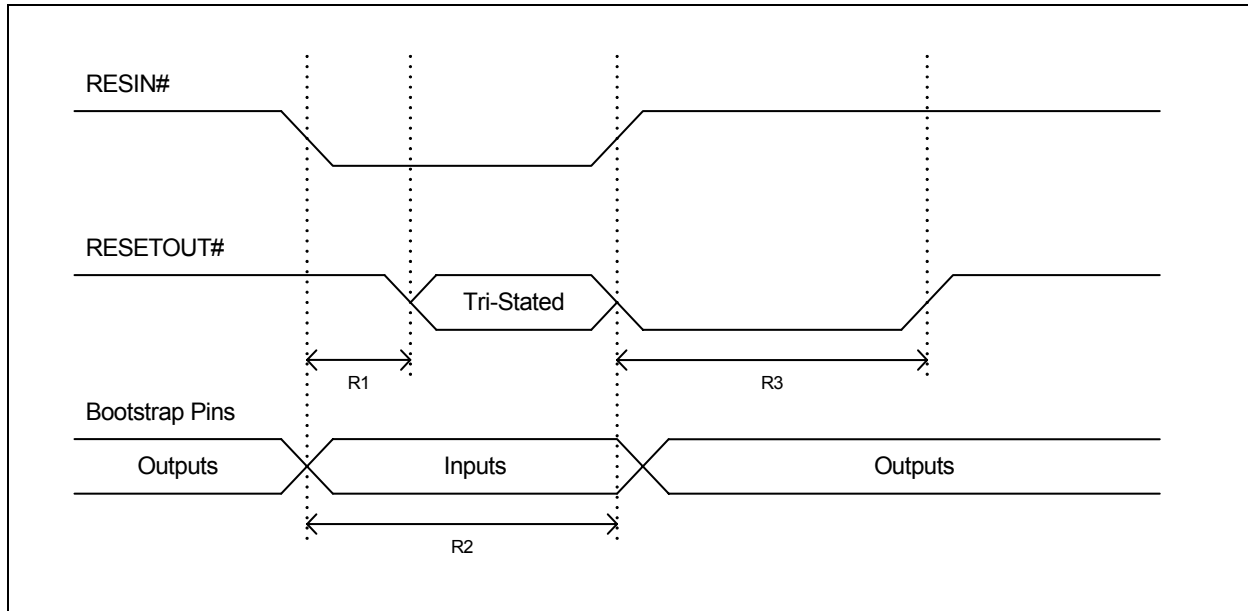 RESIN#
RESETOUT#
Tri-Stated
R1
R3
Bootstrap Pins
Outputs
Inputs
Outputs
R2